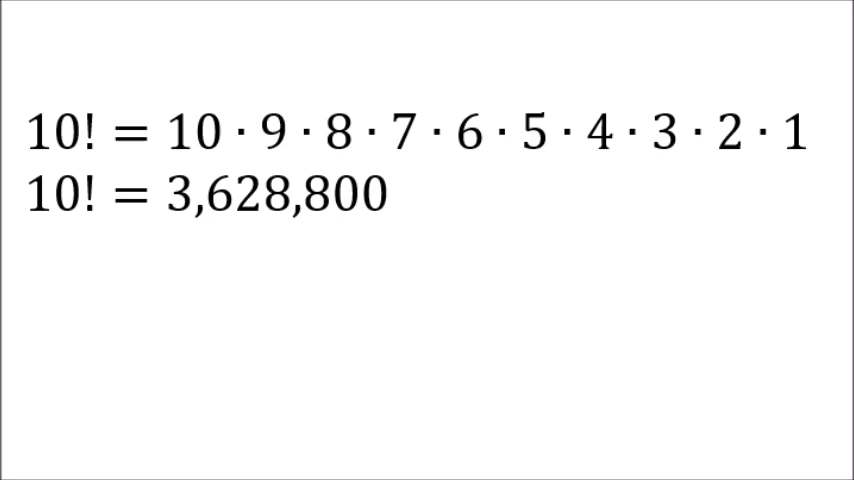 10! = 10 · 9 · 8 · 7 · 6 · 5 · 4 · 3 · 2 · 1
10! = 3,628,800